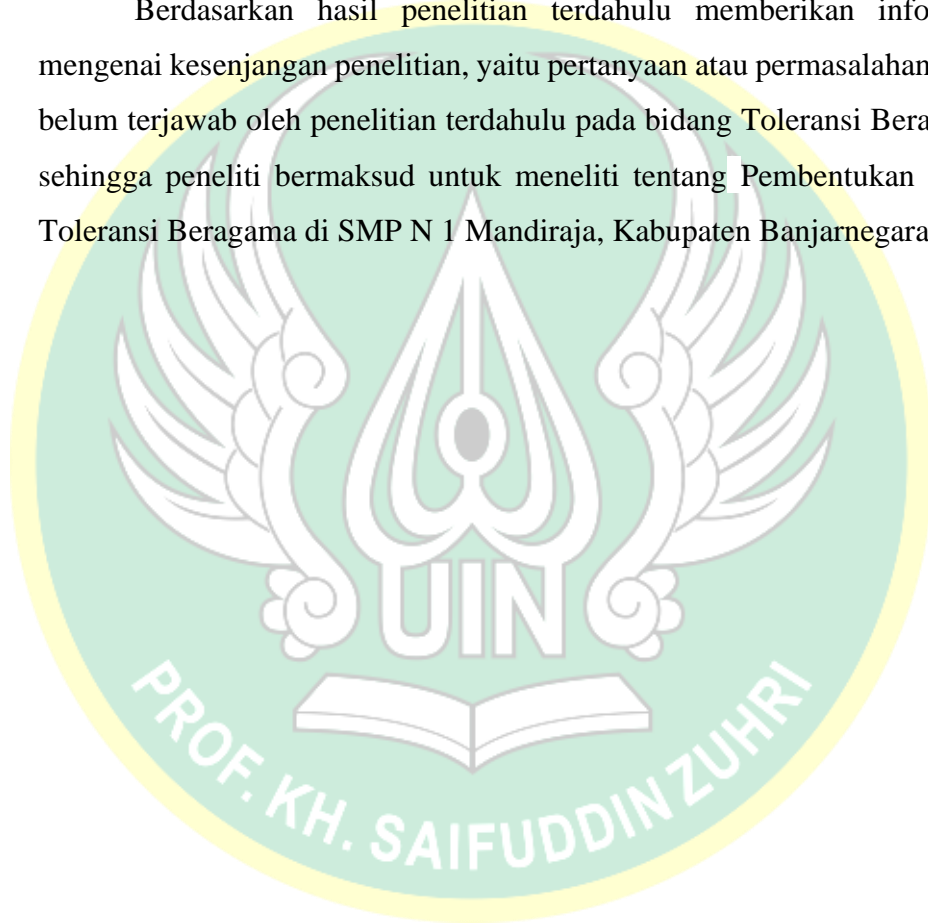 Berdasarkan hasil penelitian terdahulu memberikan info
mengenai kesenjangan penelitian, yaitu pertanyaan atau permasalahan
belum terjawab oleh penelitian terdahulu pada bidang Toleransi Bera
sehingga peneliti bermaksud untuk meneliti tentang Pembentukan
Toleransi Beragama di SMP N 1 Mandiraja, Kabupaten Banjarnegara
UIN
PROF. KH. SAIFUDDIN ZUHRI